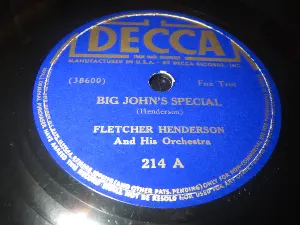 DECCA
MANUFACTURED IN U.S.A. BY DECCA RECORDS, INC.
(38600)
Fox Trot
BIG JOHN'S SPECIAL
(Henderson)
FLETCHER HENDERSON
And His Orchestra
214 A